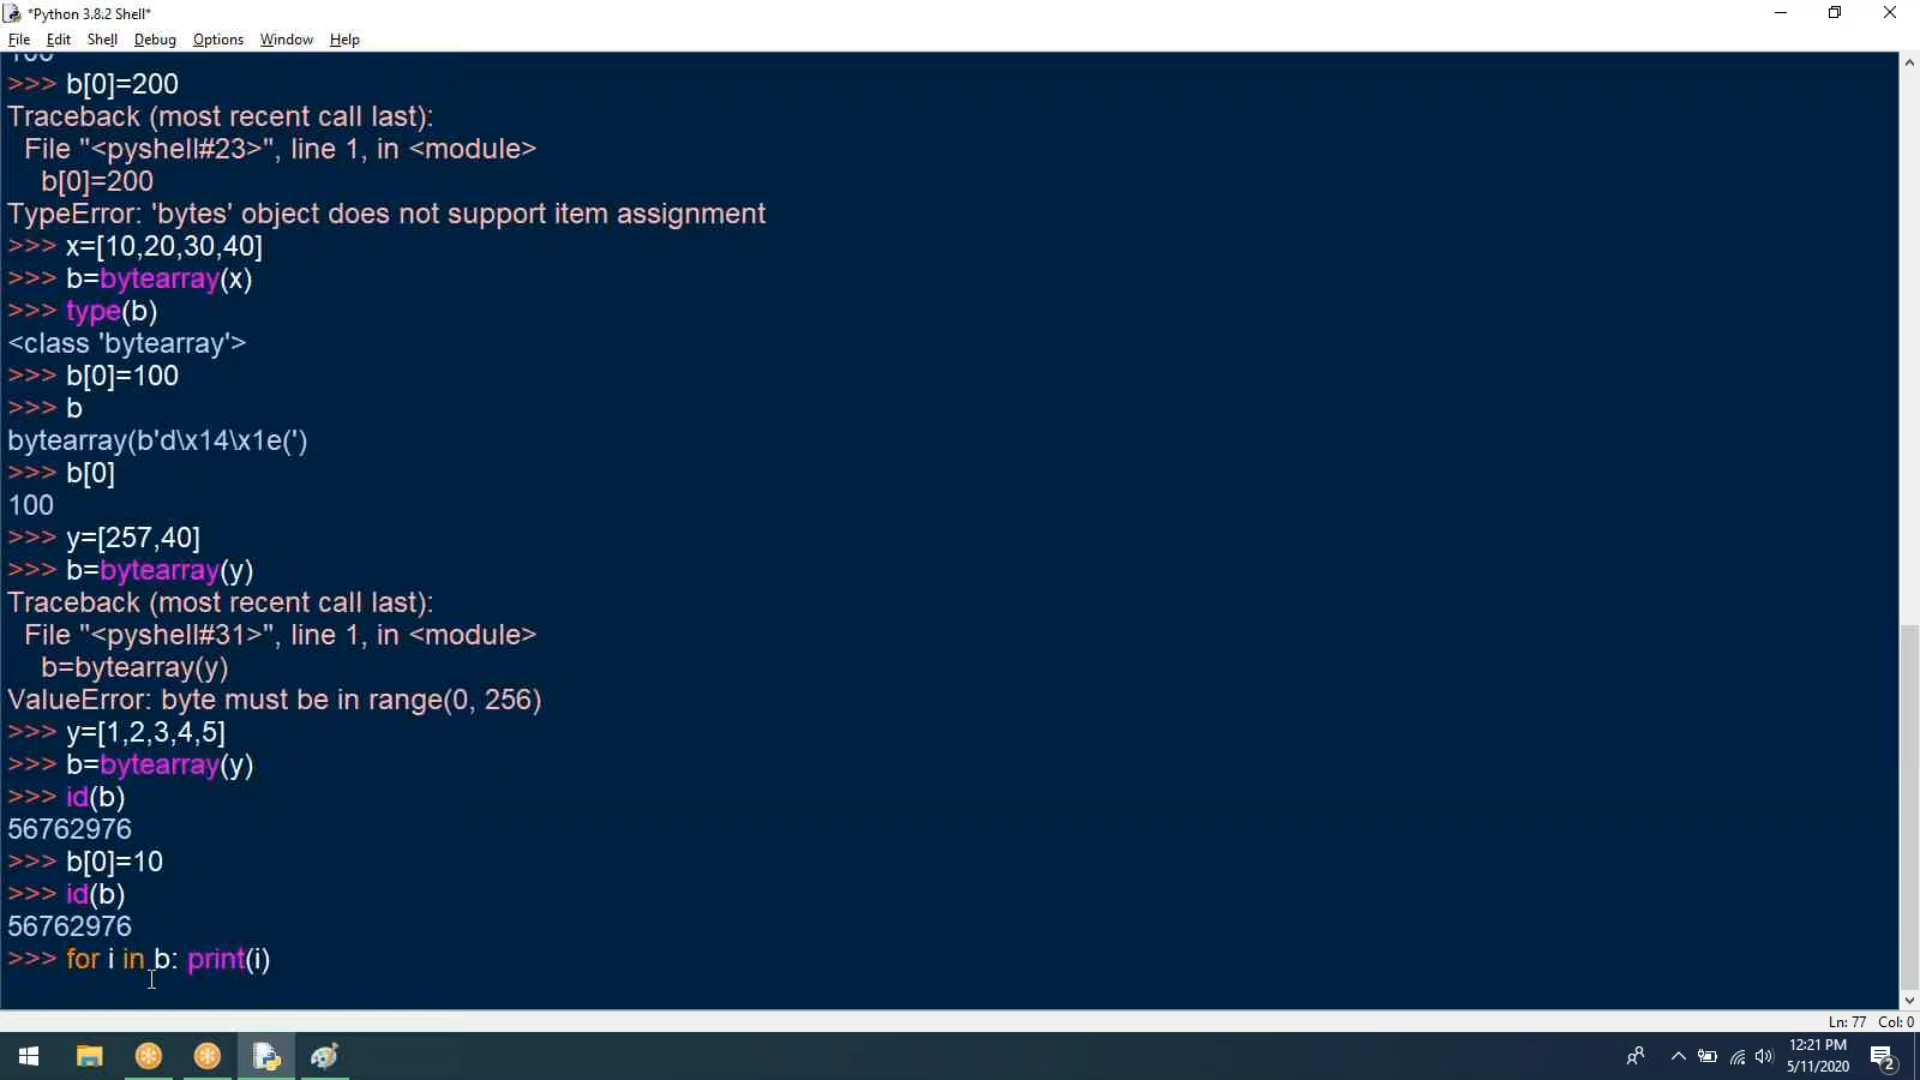 *Python 3.8.2 Shell*
File Edit Shell Debug Options Window Help
100
>>> b[0]=200
Traceback (most recent call last):
  File "<pyshell#23>", line 1, in <module>
    b[0]=200
TypeError: 'bytes' object does not support item assignment
>>> x=[10,20,30,40]
>>> b=bytearray(x)
>>> type(b)
<class 'bytearray'>
>>> b[0]=100
>>> b
bytearray(b'd\x14\x1e(')
>>> b[0]
100
>>> y=[257,40]
>>> b=bytearray(y)
Traceback (most recent call last):
  File "<pyshell#31>", line 1, in <module>
    b=bytearray(y)
ValueError: byte must be in range(0, 256)
>>> y=[1,2,3,4,5]
>>> b=bytearray(y)
>>> id(b)
56762976
>>> b[0]=10
>>> id(b)
56762976
>>> for i in b: print(i)
Ln: 77 Col: 0
12:21 PM
5/11/2020
2